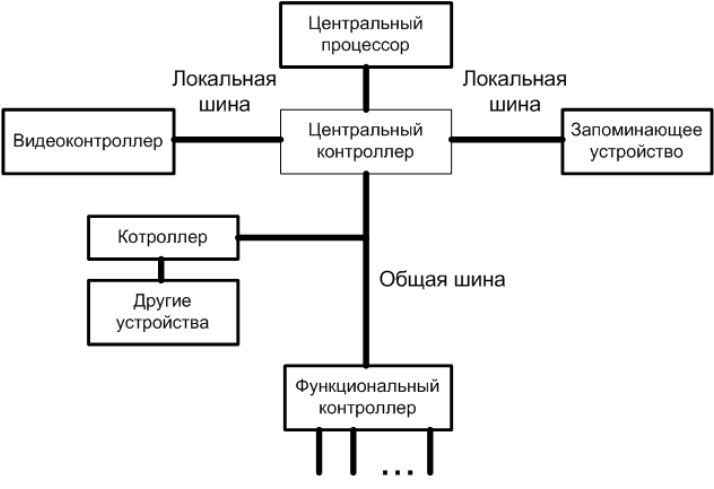 Центральный
процессор
Локальная
шина
Локальная
шина
Видеоконтроллер
Центральный
контроллер
Запоминающее
устройство
Котроллер
Общая шина
Другие
устройства
Функциональный
контроллер
...